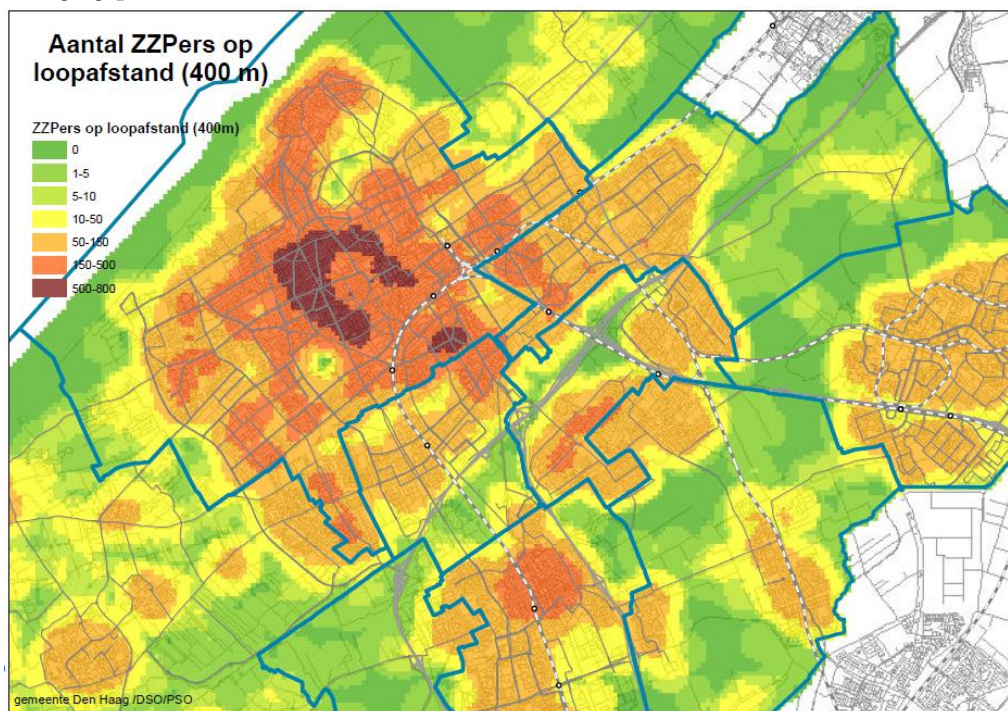 Aantal ZZPers op
loopafstand (400 m)
ZZPers op loopafstand (400m)
0
1-5
5-10
10-50
50-150
150-500
500-800
gemeente Den Haag /DSO/PSO